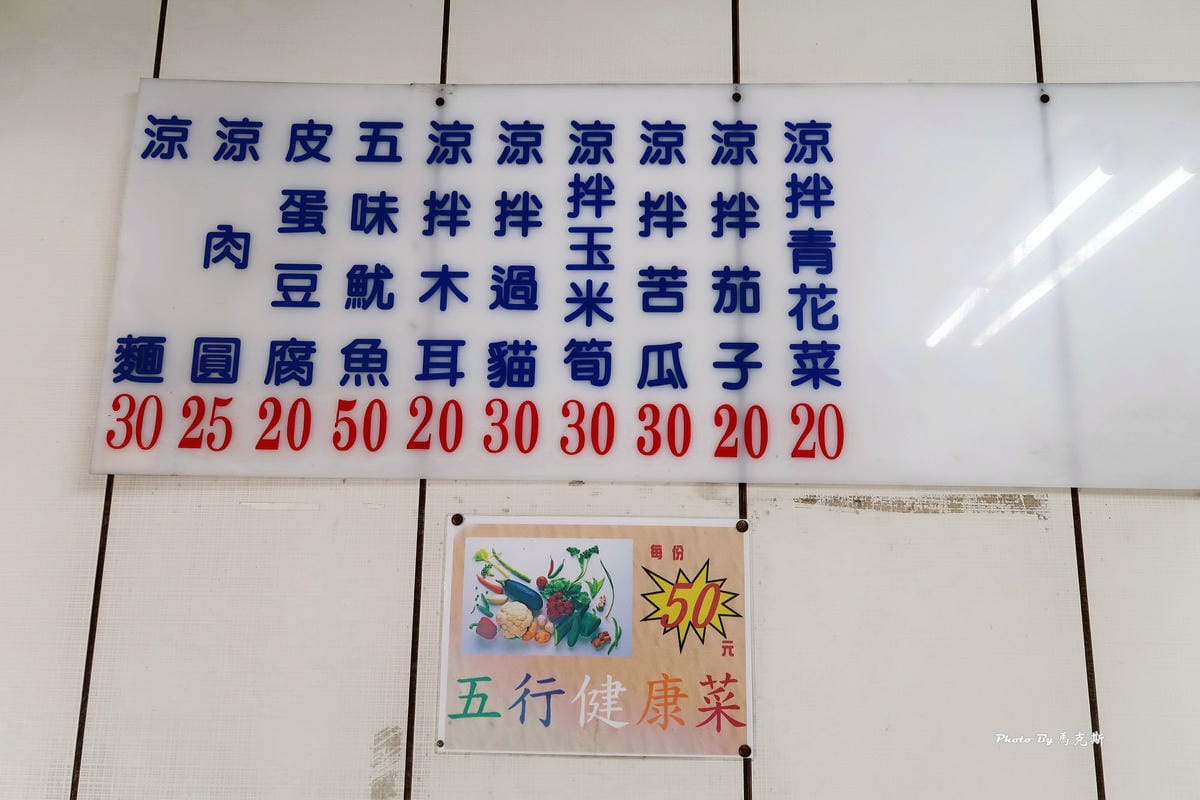 涼麵 30
涼肉圓 25
皮蛋豆腐 20
五味魷魚 50
涼拌木耳 20
涼拌過貓 30
涼拌玉米筍 30
涼拌苦瓜 30
涼拌茄子 20
涼拌青花菜 20
每份
50
元
五行健康菜
Photo By 馬克斯